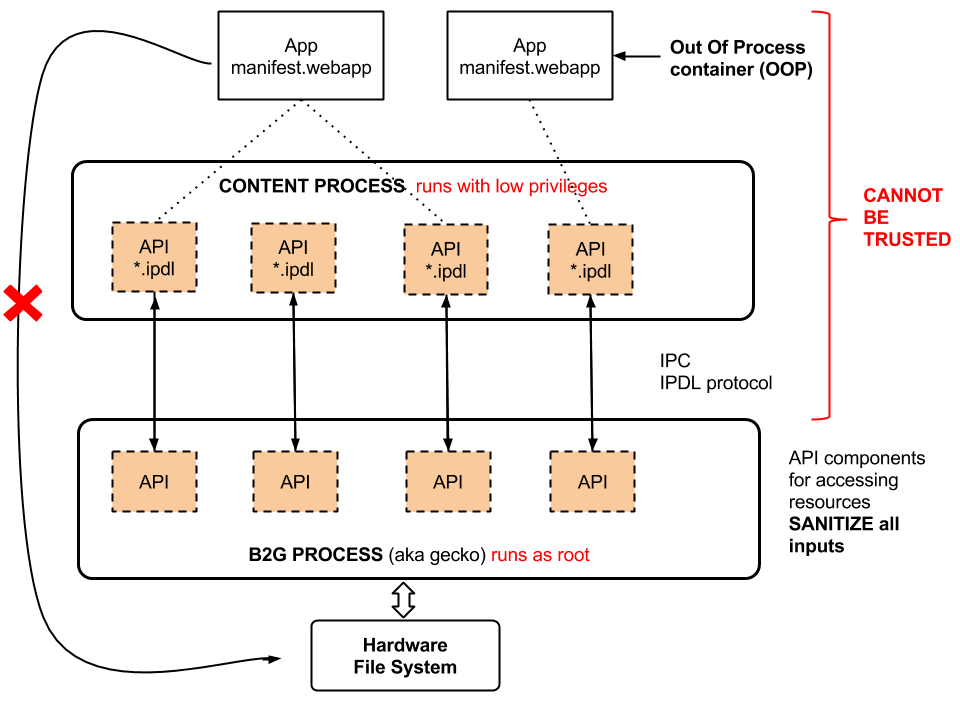 App
manifest.webapp
App
manifest.webapp
Out Of Process
container (OOP)
CONTENT PROCESS runs with low privileges
API
*.ipdl
API
*.ipdl
API
*.ipdl
API
*.ipdl
CANNOT
BE
TRUSTED
IPC
IPDL protocol
API
API
API
API
API components
for accessing
resources
SANITIZE all
inputs
B2G PROCESS (aka gecko) runs as root
Hardware
File System